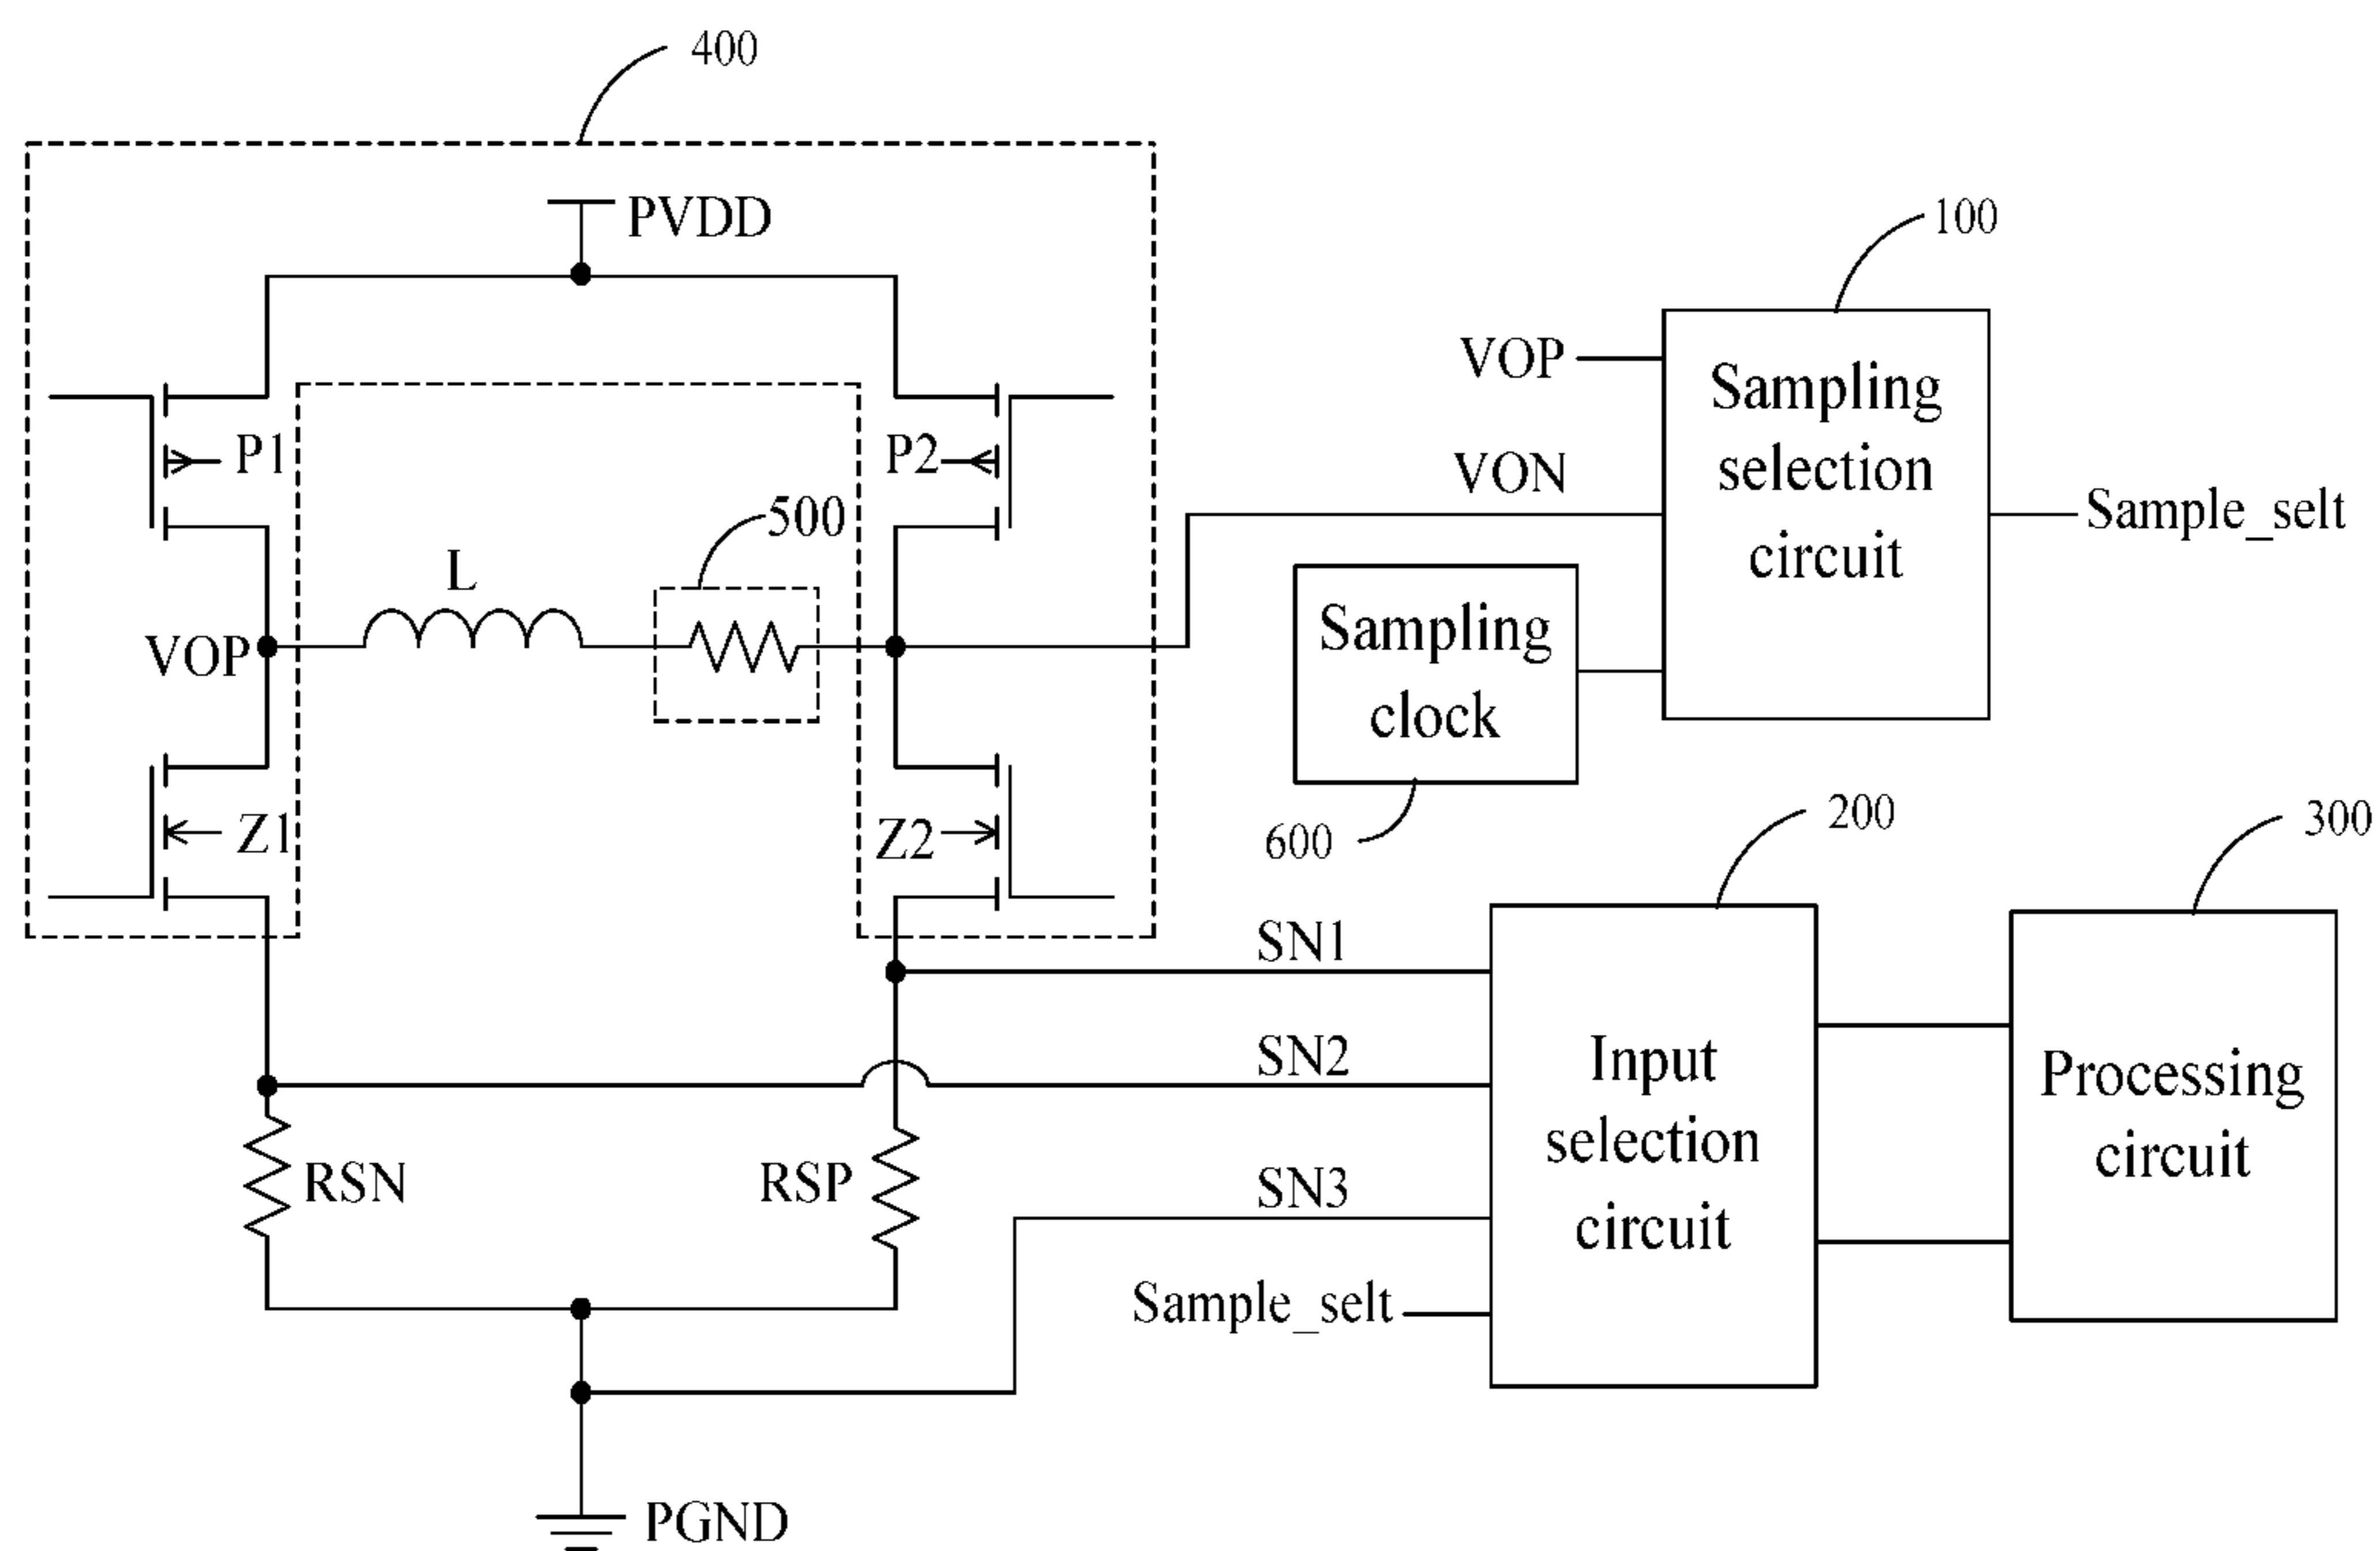 400
PVDD
100
VOP
Sampling
selection
circuit
P1
P2
VON
500
Sample_selt
L
Sampling
clock
VOP
Z1
Z2
600
200
300
SN1
SN2
Input
selection
circuit
Processing
circuit
RSN
RSP
SN3
Sample_selt
PGND